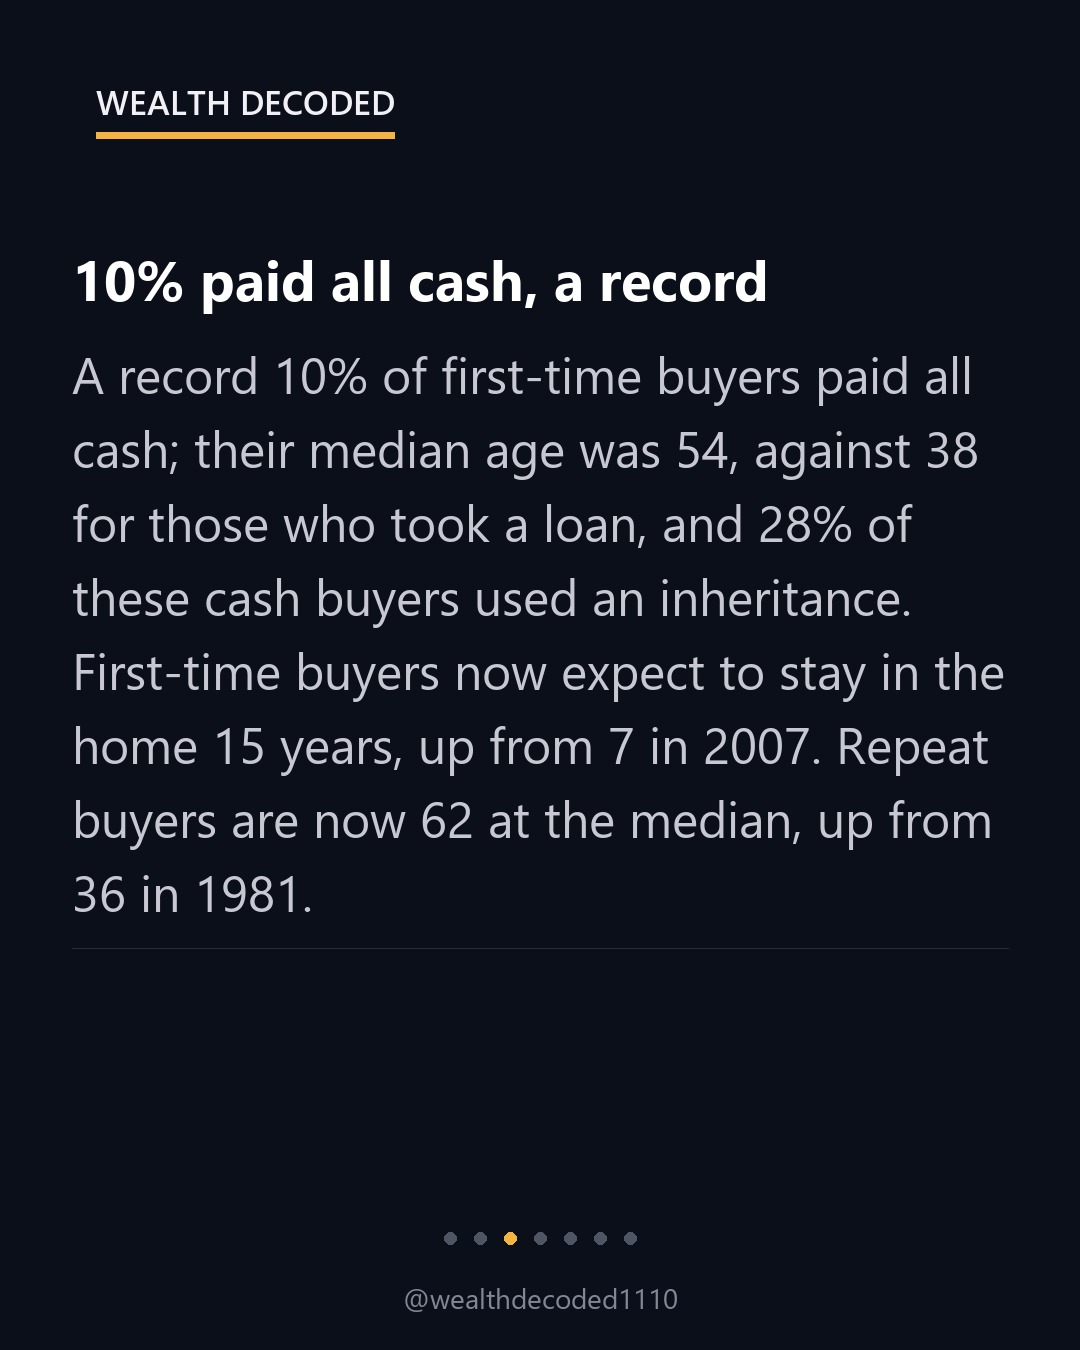 WEALTH DECODED
10% paid all cash, a record
A record 10% of first-time buyers paid all
cash; their median age was 54, against 38
for those who took a loan, and 28% of
these cash buyers used an inheritance.
First-time buyers now expect to stay in the
home 15 years, up from 7 in 2007. Repeat
buyers are now 62 at the median, up from
36 in 1981.
@wealthdecoded1110